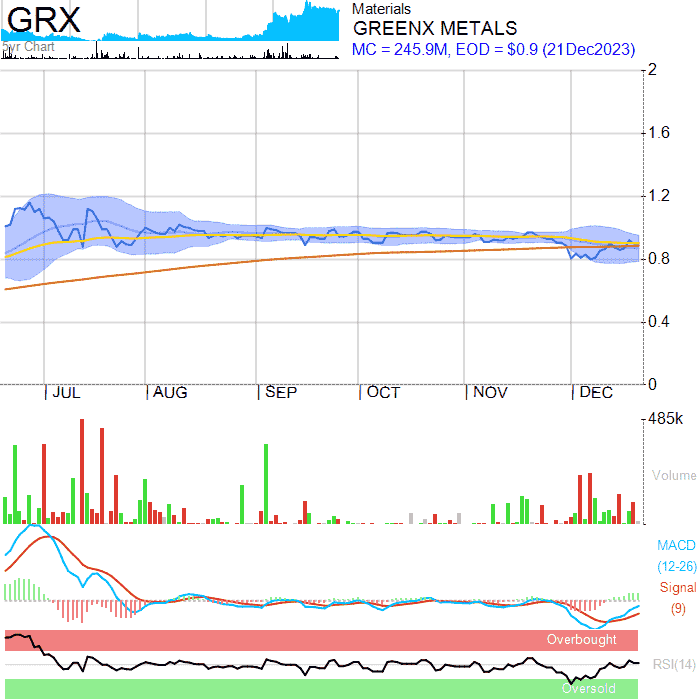 GRX
5yr Chart
Materials
GREENX METALS
MC = 245.9M, EOD = $0.9 (21Dec2023)
2
1.6
1.2
0.8
0.4
0
JUL
AUG
SEP
OCT
NOV
DEC
485k
Volume
MACD
(12-26)
Signal
(9)
Overbought
RSI(14)
Oversold